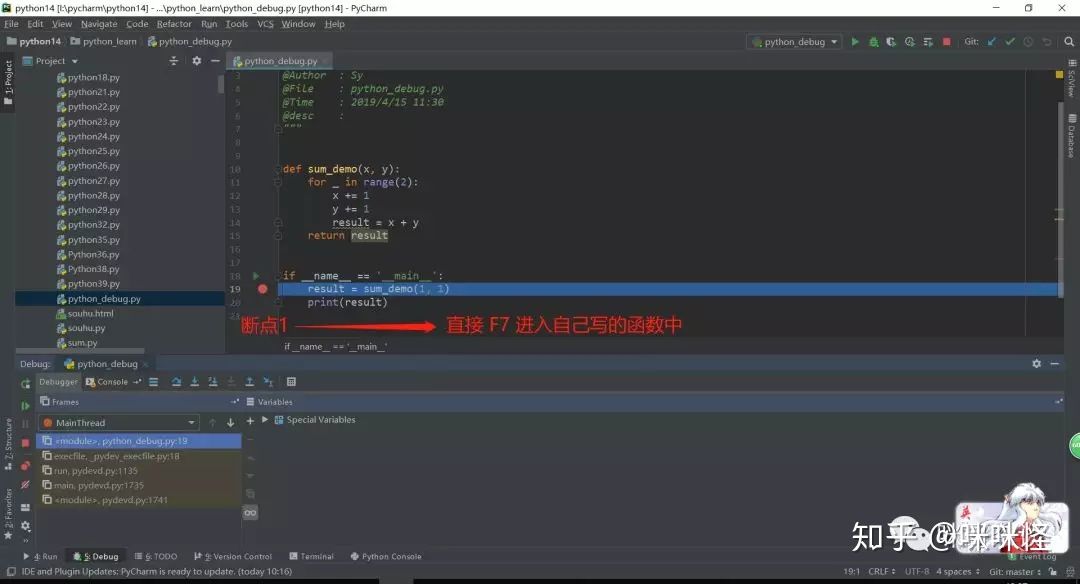 python14 [I:\pycharm\python14] - ...\python_learn\python_debug.py [python14] - PyCharm
File Edit View Navigate Code Refactor Run Tools VCS Window Help
python14 python_learn python_debug.py
python_debug Git:
Project python_debug.py
1: Project
SciView
Database
python18.py
python21.py
python22.py
python23.py
python24.py
python25.py
python26.py
python27.py
python28.py
python29.py
python32.py
python35.py
Python36.py
Python38.py
python39.py
python_debug.py
souhu.html
souhu.py
sum.py
3 @Author : Sy
4 @File : python_debug.py
5 @Time : 2019/4/15 11:30
6 @desc :
7 """
8
9
10 def sum_demo(x, y):
11 for _ in range(2):
12 x += 1
13 y += 1
14 result = x + y
15 return result
16
17
18 if __name__ == '__main__':
19 result = sum_demo(1, 1)
20 print(result)
断点1 直接 F7 进入自己写的函数中
if __name__ == '__main__'
Debug: python_debug
Debugger Console
Frames Variables
MainThread Special Variables
<module>, python_debug.py:19
execfile, _pydev_execfile.py:18
run, pydevd.py:1135
main, pydevd.py:1735
<module>, pydevd.py:1741
Z: Structure
2: Favorites
60
英
知乎 @咪咪怪
4: Run 5: Debug 6: TODO 9: Version Control Terminal Python Console Event Log
IDE and Plugin Updates: PyCharm is ready to update. (today 10:16) 19:1 CRLF UTF-8 4 spaces Git: master